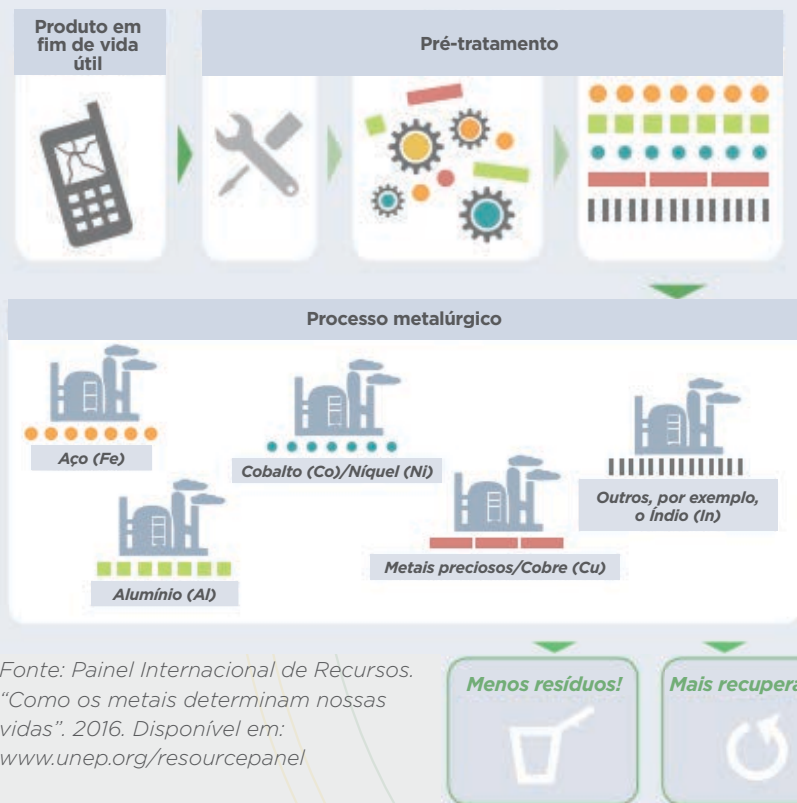 Produto em
fim de vida
útil
Pré-tratamento
Processo metalúrgico
Aço (Fe)
Cobalto (Co)/Níquel (Ni)
Outros, por exemplo,
o Índio (In)
Alumínio (Al)
Metais preciosos/Cobre (Cu)
Fonte: Painel Internacional de Recursos.
“Como os metais determinam nossas
vidas”. 2016. Disponível em:
www.unep.org/resourcepanel
Menos resíduos!
Mais